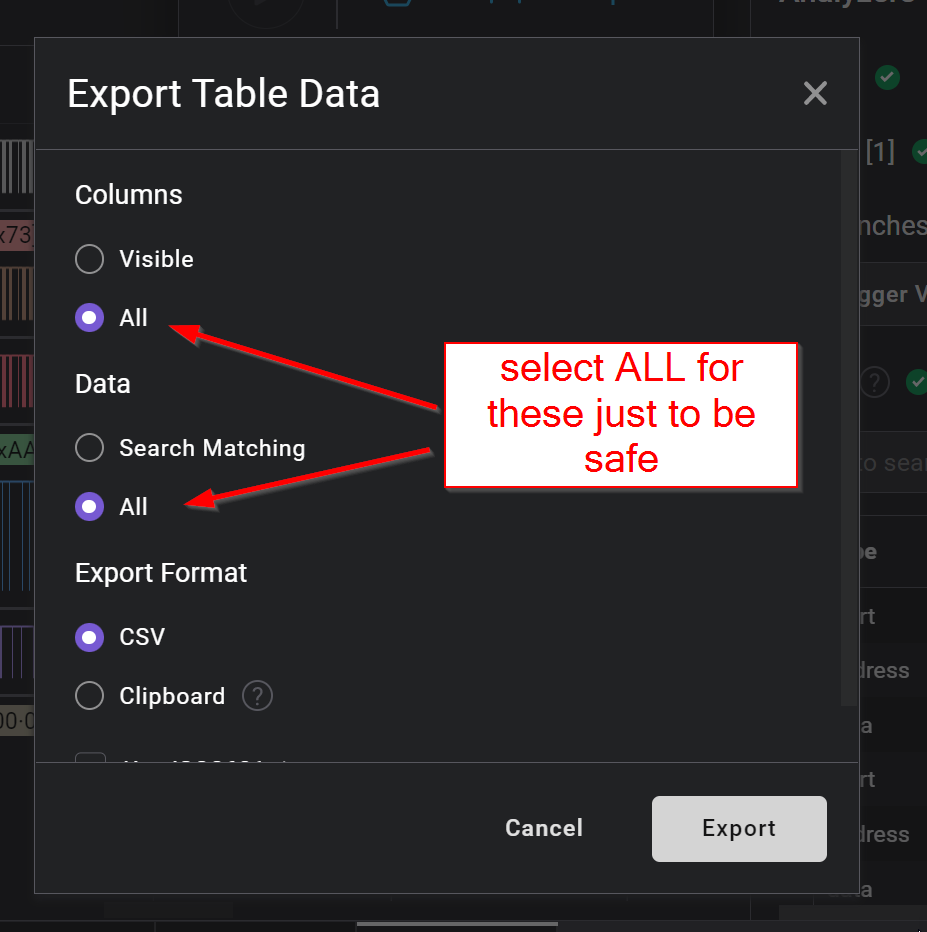 Export Table Data
[1]
Columns
Visible
All
Data
Search Matching
All
select ALL for
these just to be
safe
Export Format
CSV
Clipboard
?
Cancel
Export
?